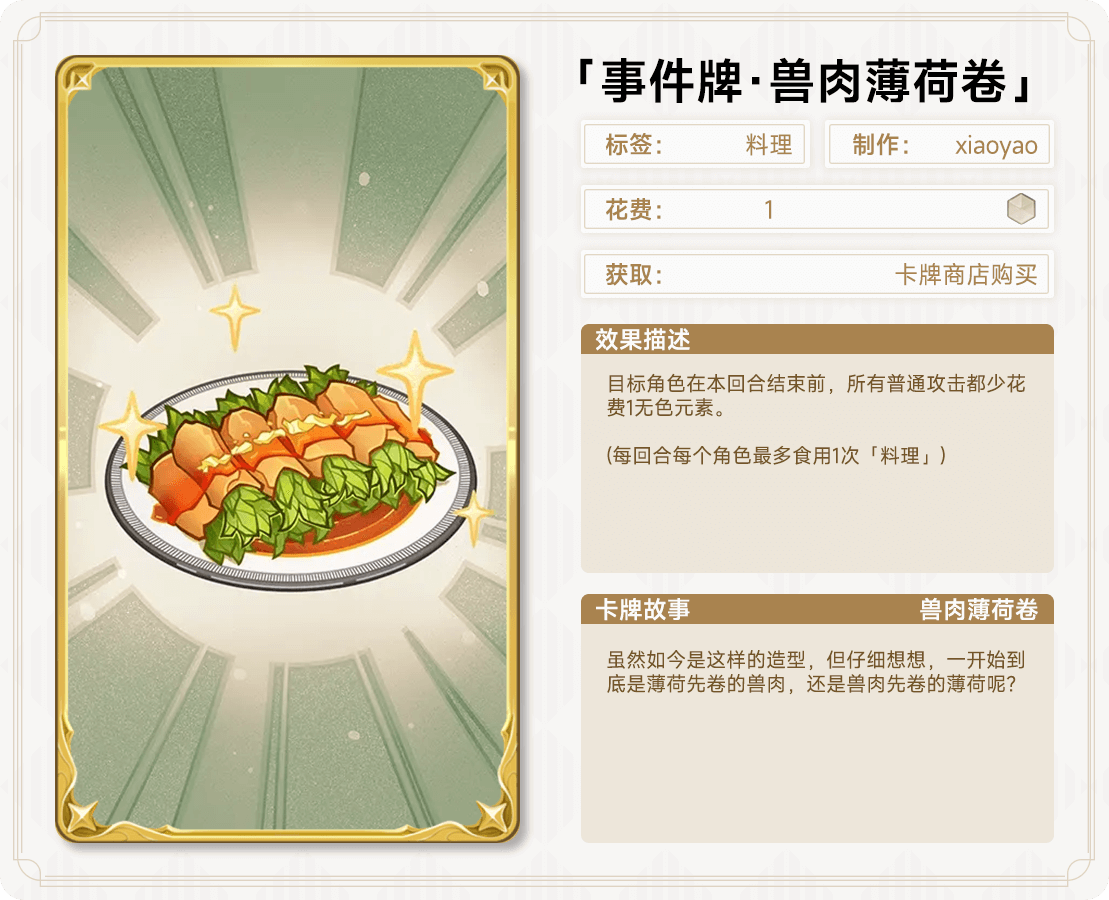 「事件牌·兽肉薄荷卷」
标签： 料理 制作： xiaoyao
花费： 1
获取： 卡牌商店购买
效果描述
目标角色在本回合结束前，所有普通攻击都少花
费1无色元素。
(每回合每个角色最多食用1次「料理」)
卡牌故事 兽肉薄荷卷
虽然如今是这样的造型，但仔细想想，一开始到
底是薄荷先卷的兽肉，还是兽肉先卷的薄荷呢？